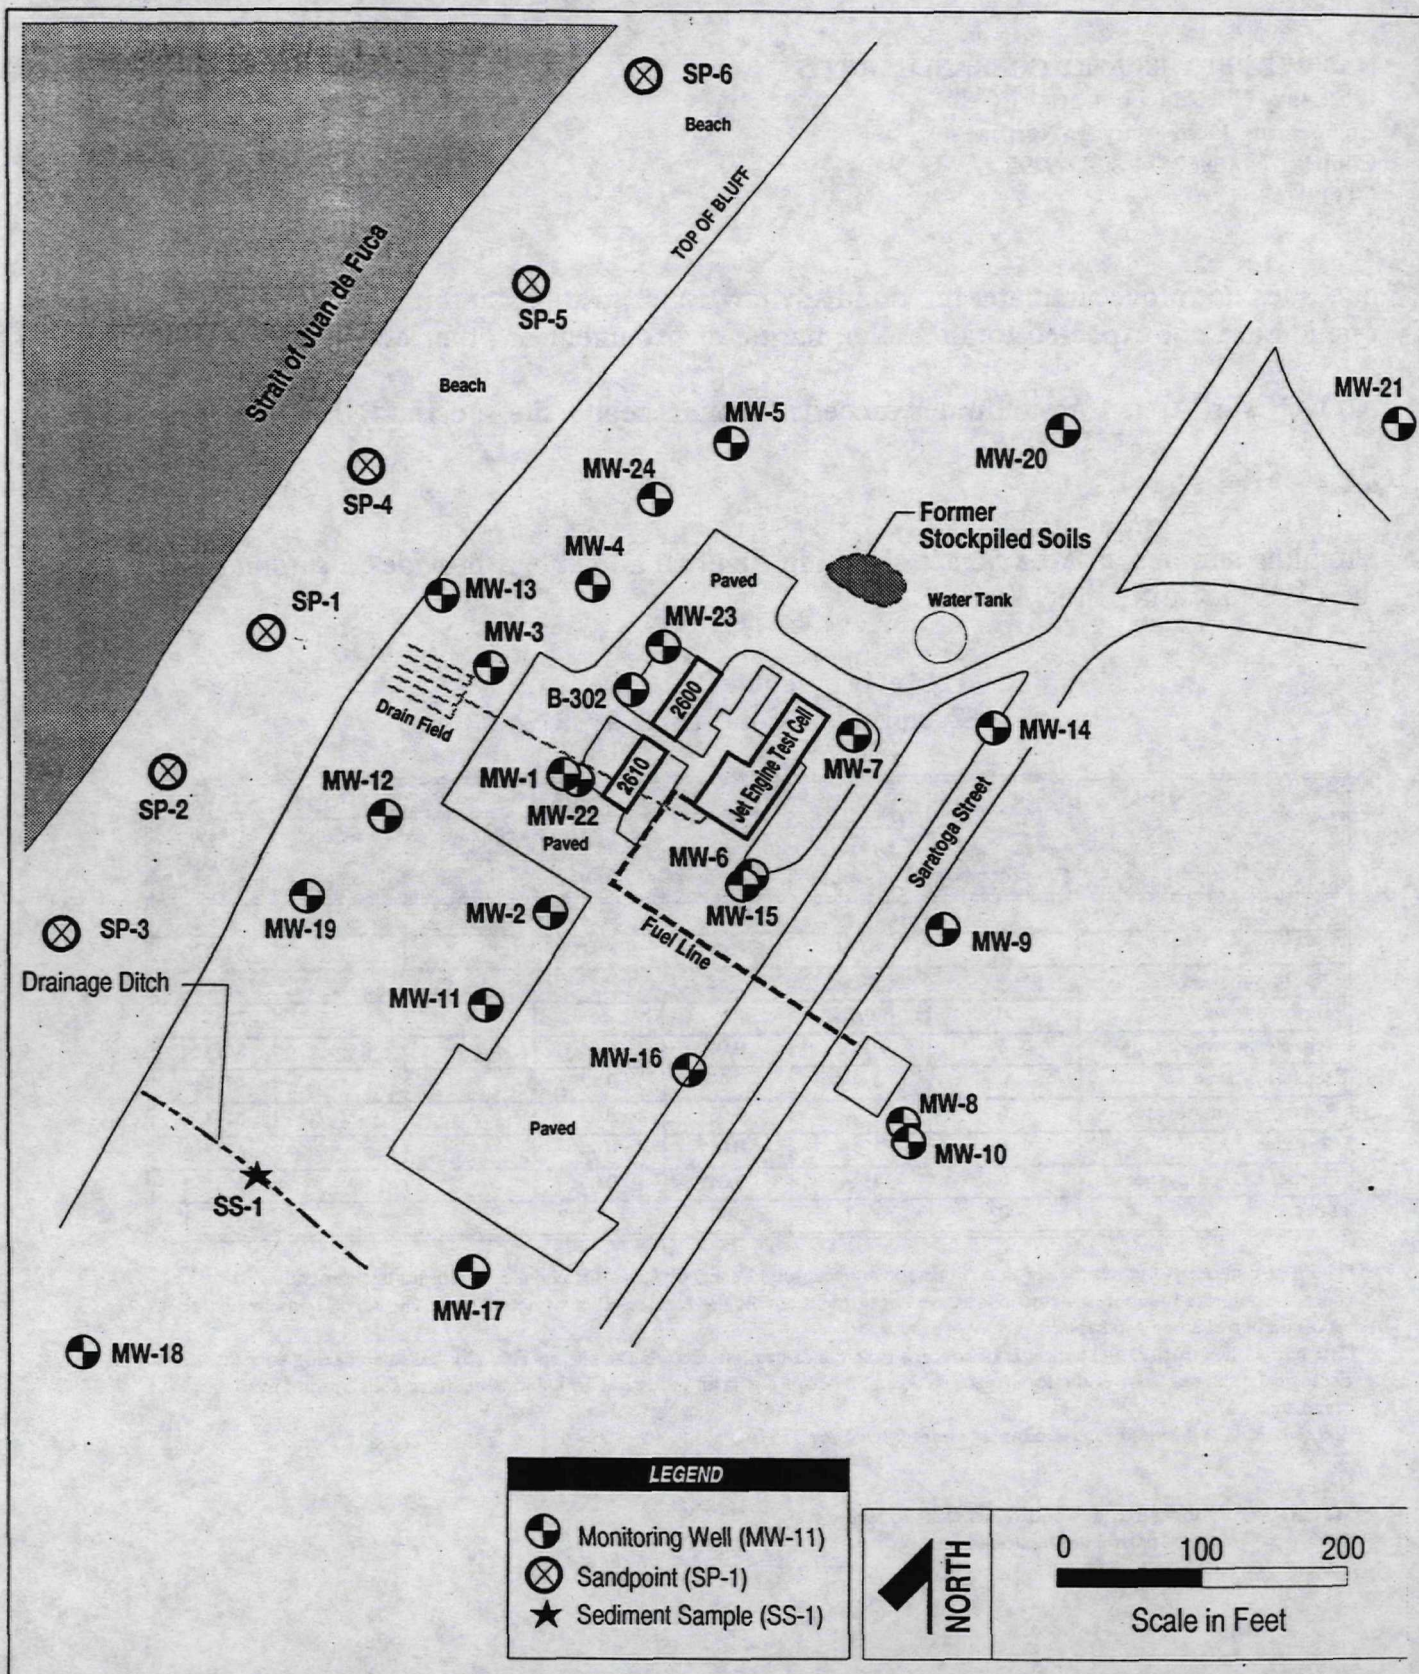 SP-6
Beach
TOP OF BLUFF
Strait of Juan de Fuca
SP-5
Beach
MW-21
MW-5
MW-20
MW-24
SP-4
Former
Stockpiled Soils
MW-4
Paved
MW-13
SP-1
Water Tank
MW-23
MW-3
B-302
2600
Drain Field
Jet Engine Test Cell
MW-14
MW-7
MW-1
2610
MW-12
SP-2
MW-22
Paved
Saratoga Street
MW-6
MW-15
MW-2
SP-3
MW-19
MW-9
Fuel Line
Drainage Ditch
MW-11
MW-16
MW-8
Paved
MW-10
SS-1
MW-17
MW-18
LEGEND
Monitoring Well (MW-11)
Sandpoint (SP-1)
Sediment Sample (SS-1)
NORTH
0 100 200
Scale in Feet